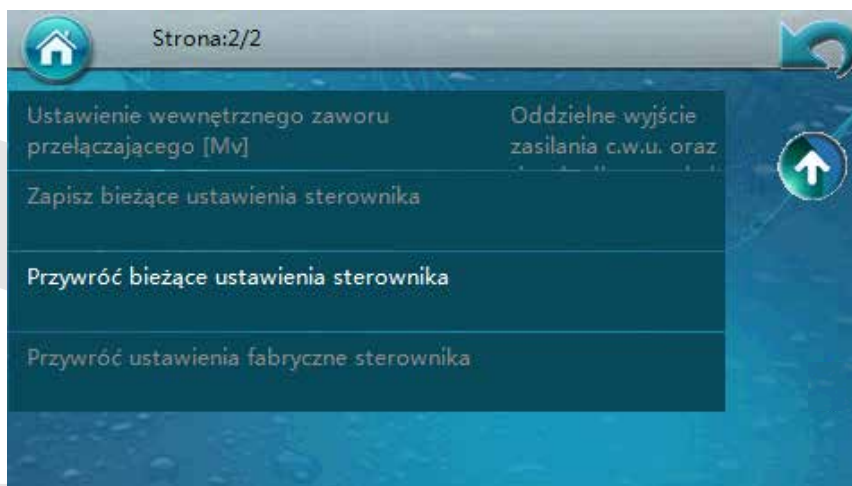 Strona:2/2
Ustawienie wewnętrznego zaworu
przełączającego [Mv]
Oddzielne wyjście
zasilania c.w.u. oraz
Zapisz bieżące ustawienia sterownika
Przywróć bieżące ustawienia sterownika
Przywróć ustawienia fabryczne sterownika